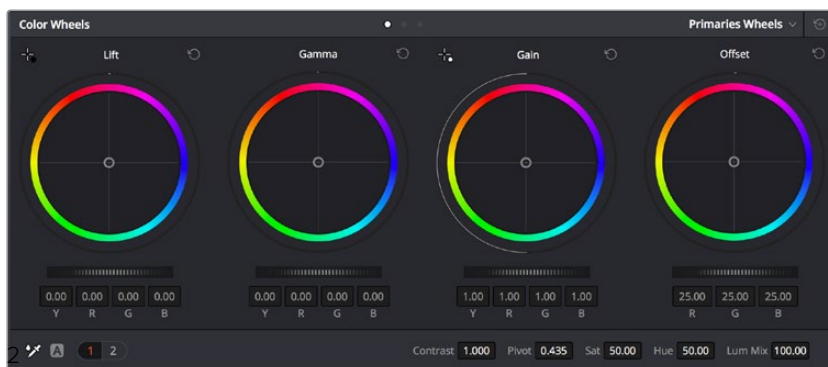 Color Wheels Primaries Wheels
Lift Gamma Gain Offset
0.00 0.00 0.00 0.00 0.00 0.00 0.00 0.00 1.00 1.00 1.00 1.00 25.00 25.00 25.00
Y R G B Y R G B Y R G B R G B
2 A 1 2 Contrast 1.000 Pivot 0.435 Sat 50.00 Hue 50.00 Lum Mix 100.00